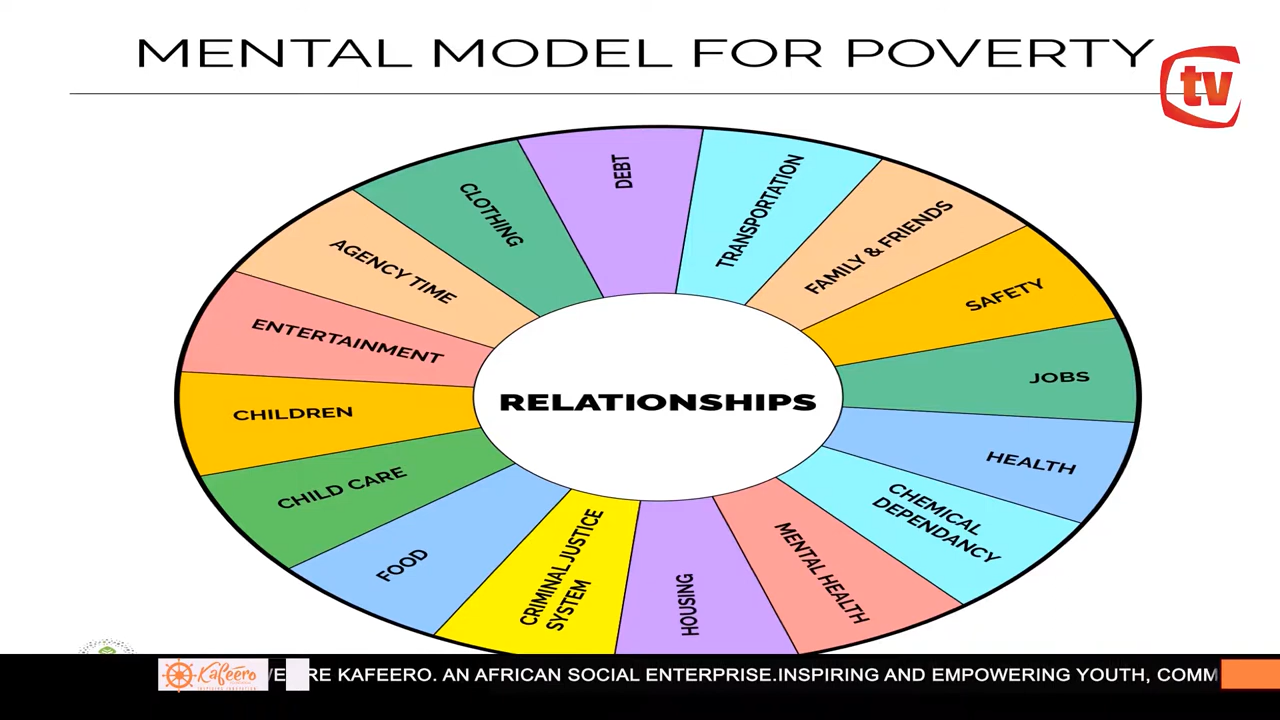 MENTAL MODEL FOR POVERTY
tv
DEBT
TRANSPORTATION
FAMILY & FRIENDS
SAFETY
JOBS
HEALTH
CHEMICAL
DEPENDANCY
MENTAL HEALTH
HOUSING
CRIMINAL JUSTICE
SYSTEM
FOOD
CHILD CARE
CHILDREN
ENTERTAINMENT
AGENCY TIME
CLOTHING
RELATIONSHIPS
Kafeero
RE KAFEERO. AN AFRICAN SOCIAL ENTERPRISE.INSPIRING AND EMPOWERING YOUTH, COMM